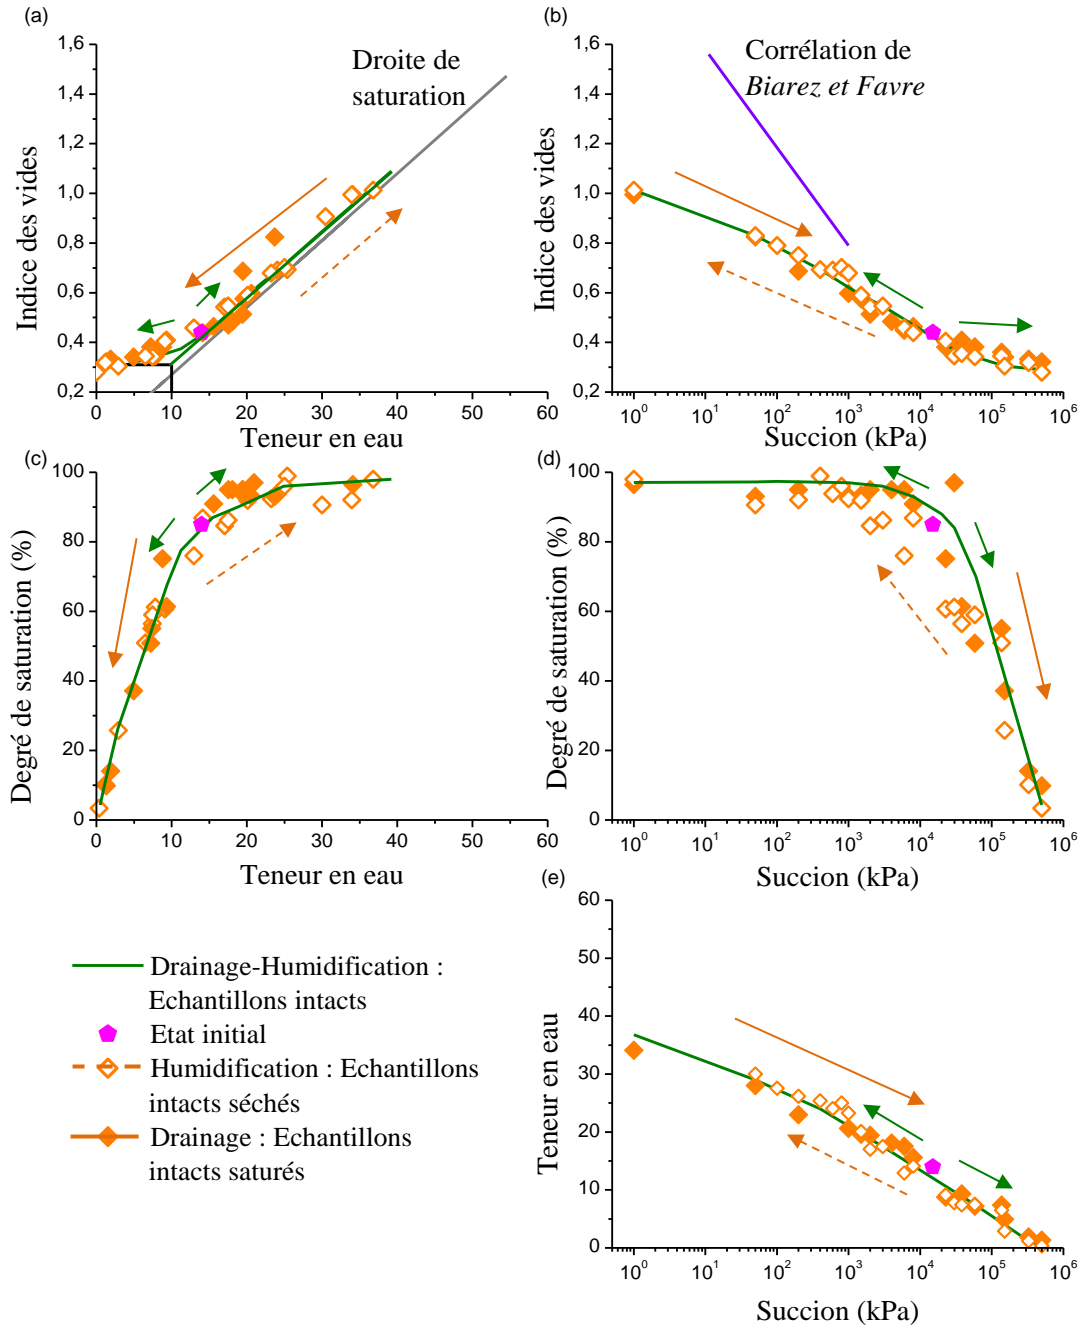 (a)
1,6
1,4
1,2
1,0
0,8
0,6
0,4
0,2
Indice des vides
Droite de
saturation
0 10 20 30 40 50 60
Teneur en eau
(b)
1,6
1,4
1,2
1,0
0,8
0,6
0,4
0,2
Indice des vides
Corrélation de
Biarez et Favre
10^0 10^1 10^2 10^3 10^4 10^5 10^6
Succion (kPa)
(c)
100
80
60
40
20
0
Degré de saturation (%)
0 10 20 30 40 50 60
Teneur en eau
(d)
100
80
60
40
20
0
Degré de saturation (%)
10^0 10^1 10^2 10^3 10^4 10^5 10^6
Succion (kPa)
(e)
60
50
40
30
20
10
0
Teneur en eau
10^0 10^1 10^2 10^3 10^4 10^5 10^6
Succion (kPa)
Drainage-Humidification :
Echantillons intacts
Etat initial
Humidification : Echantillons
intacts séchés
Drainage : Echantillons
intacts saturés